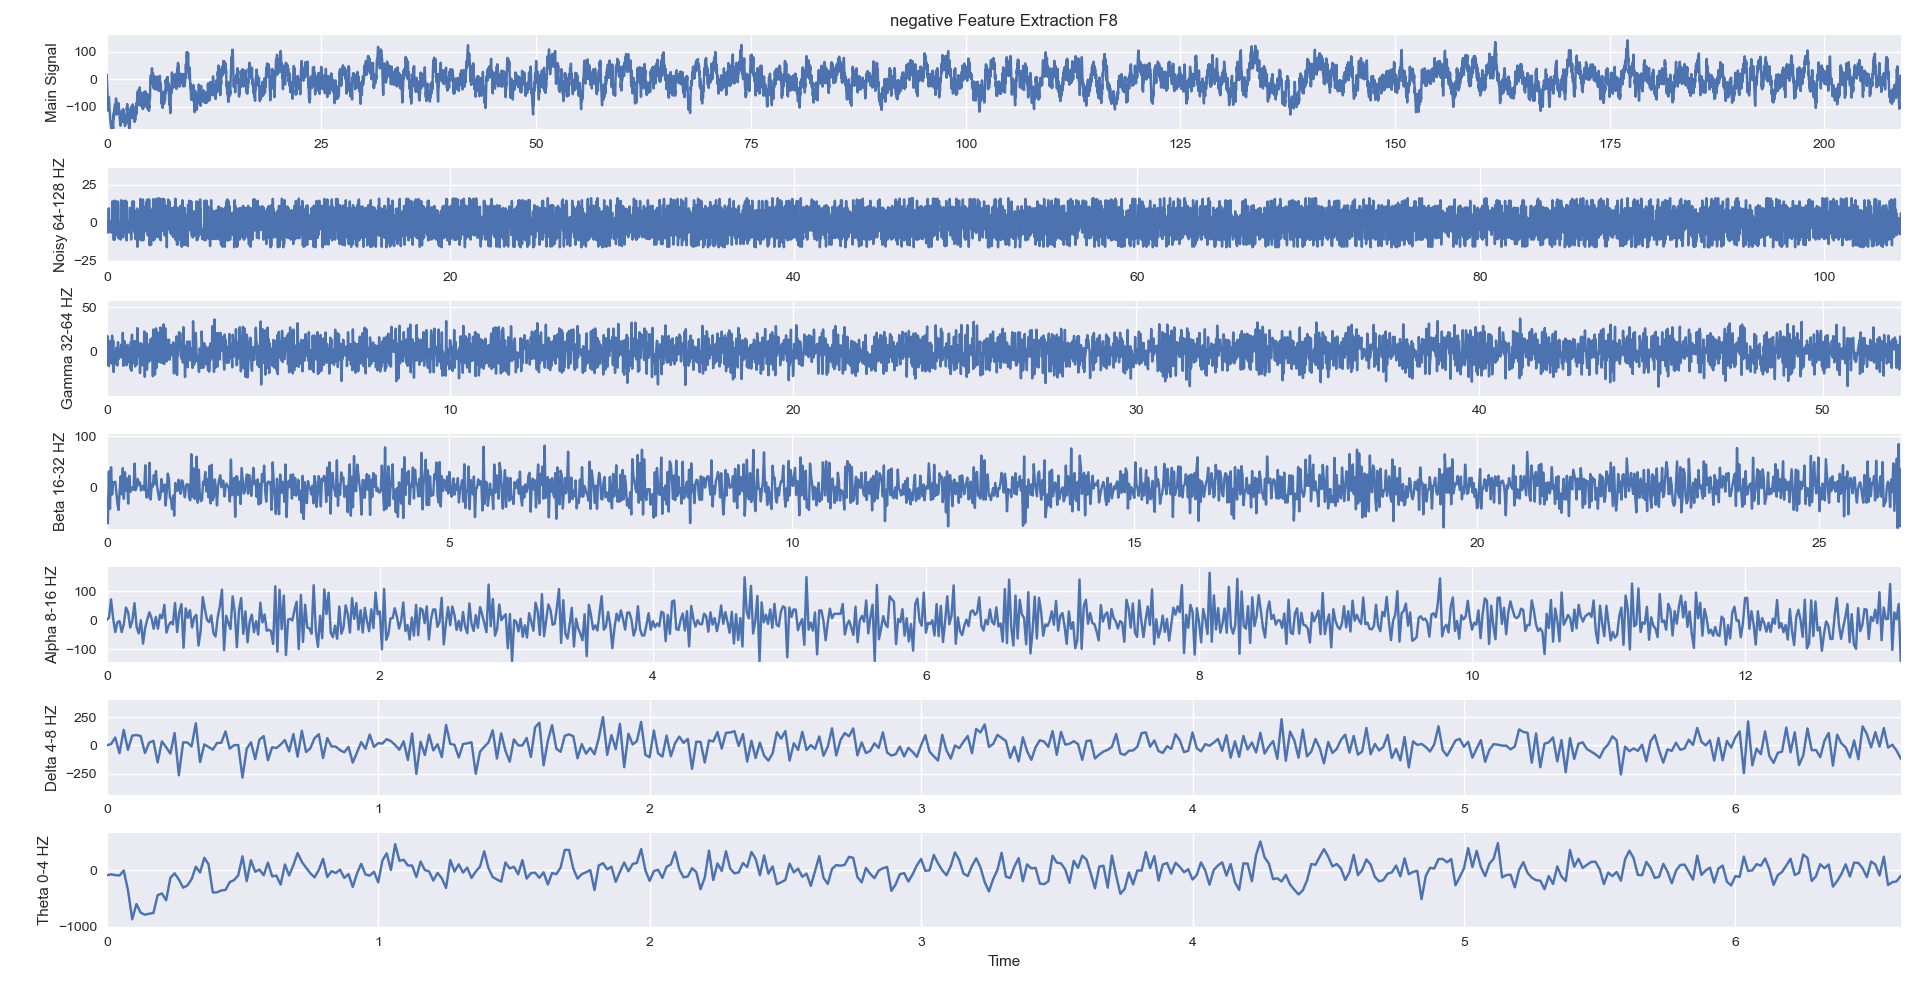 negative Feature Extraction F8
Main Signal
100
0
−100
0 25 50 75 100 125 150 175 200
Noisy 64-128 HZ
25
0
−25
0 20 40 60 80 100
Gamma 32-64 HZ
50
0
0 10 20 30 40 50
Beta 16-32 HZ
100
0
0 5 10 15 20 25
Alpha 8-16 HZ
100
0
−100
0 2 4 6 8 10 12
Delta 4-8 HZ
250
0
−250
0 1 2 3 4 5 6
Theta 0-4 HZ
0
−1000
0 1 2 3 4 5 6
Time